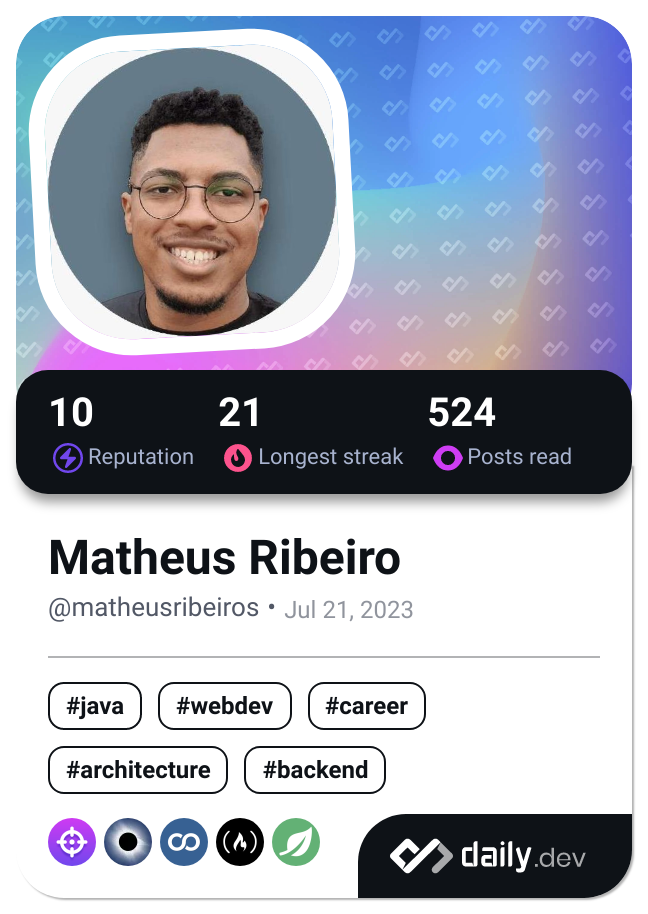 10 21 524
Reputation Longest streak Posts read
Matheus Ribeiro
@matheusribeiros • Jul 21, 2023
#java #webdev #career
#architecture #backend
daily.dev